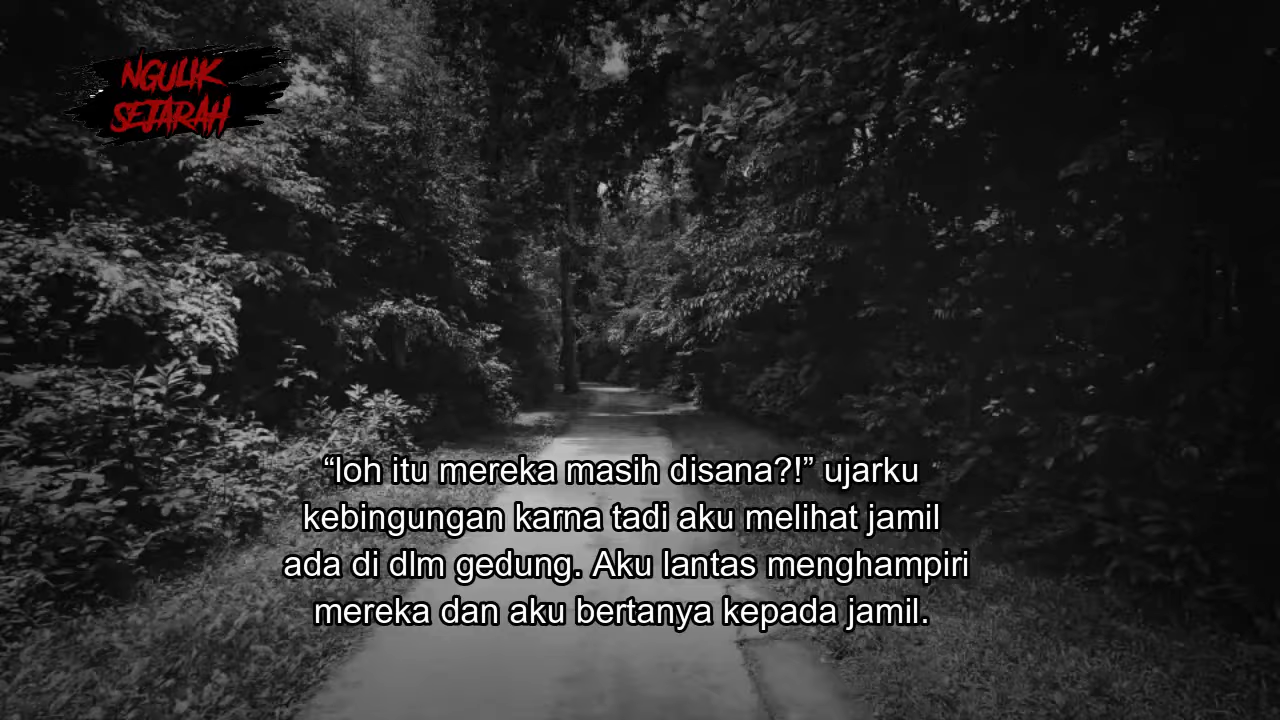 NGULIK
SEJARAH
“loh itu mereka masih disana?!” ujarku
kebingungan karna tadi aku melihat jamil
ada di dlm gedung. Aku lantas menghampiri
mereka dan aku bertanya kepada jamil.